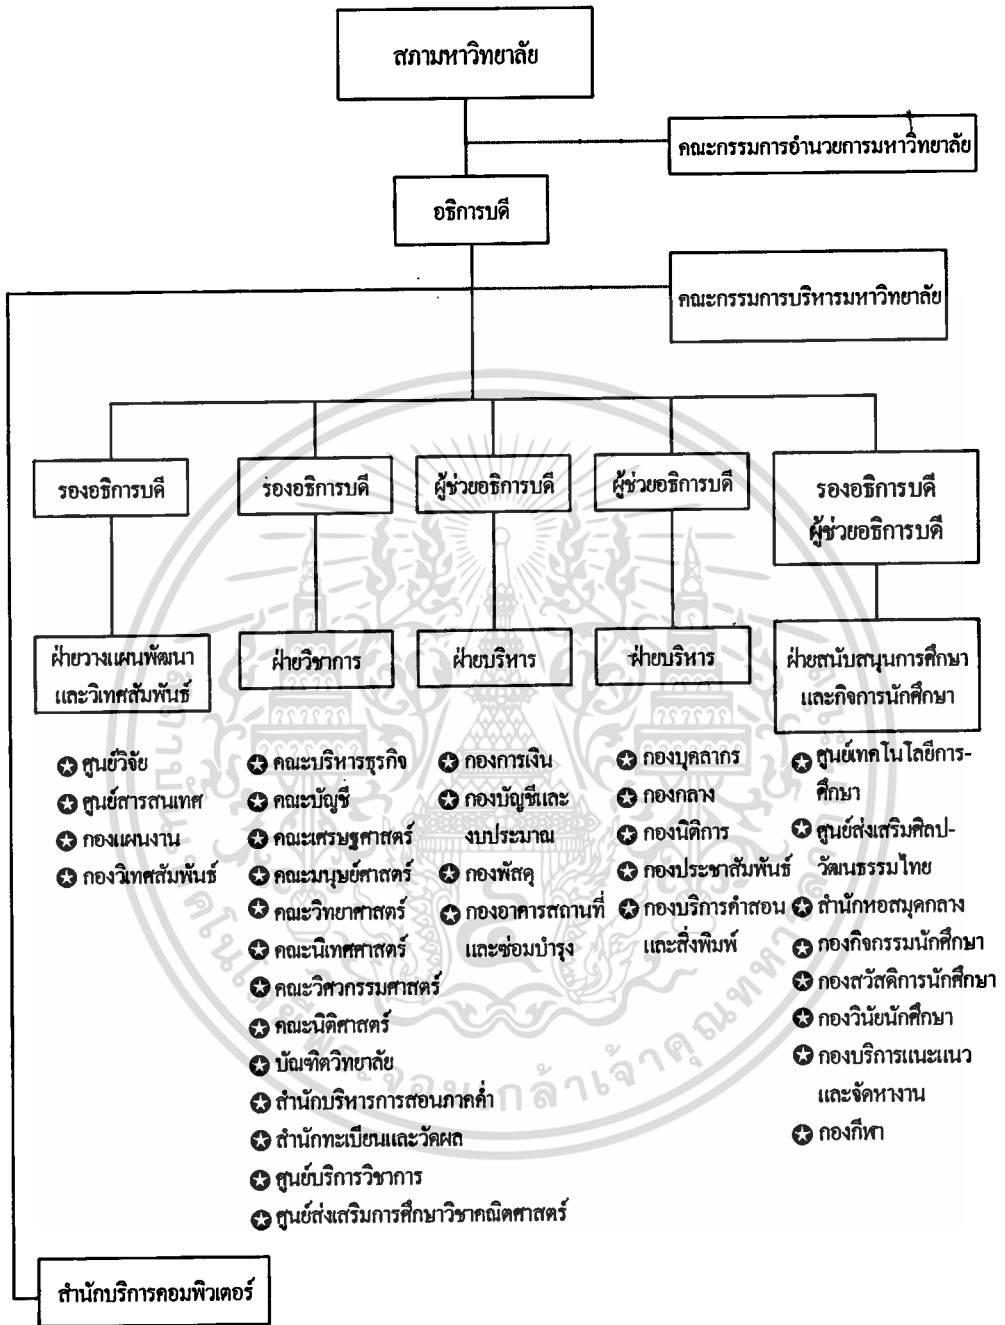 สภามหาวิทยาลัย
คณะกรรมการอำนวยการมหาวิทยาลัย
อธิการบดี
คณะกรรมการบริหารมหาวิทยาลัย
รองอธิการบดี
รองอธิการบดี
ผู้ช่วยอธิการบดี
ผู้ช่วยอธิการบดี
รองอธิการบดี
ผู้ช่วยอธิการบดี
ฝ่ายวางแผนพัฒนา
และวิเทศสัมพันธ์
ฝ่ายวิชาการ
ฝ่ายบริหาร
ฝ่ายบริหาร
ฝ่ายสนับสนุนการศึกษา
และกิจการนักศึกษา
ศูนย์วิจัย
ศูนย์สารสนเทศ
กองแผนงาน
กองวิเทศสัมพันธ์
คณะบริหารธุรกิจ
คณะบัญชี
คณะเศรษฐศาสตร์
คณะมนุษย์ศาสตร์
คณะวิทยาศาสตร์
คณะนิเทศศาสตร์
คณะวิศวกรรมศาสตร์
คณะนิติศาสตร์
บัณฑิตวิทยาลัย
สำนักบริหารการสอนภาคค่ำ
สำนักทะเบียนและวัดผล
ศูนย์บริการวิชาการ
ศูนย์ส่งเสริมการศึกษาวิชาคณิตศาสตร์
กองการเงิน
กองบัญชีและ
งบประมาณ
กองพัสดุ
กองอาคารสถานที่
และซ่อมบำรุง
กองบุคลากร
กองกลาง
กองนิติการ
กองประชาสัมพันธ์
กองบริการคำสอน
และสิ่งพิมพ์
ศูนย์เทคโนโลยีการ-
ศึกษา
ศูนย์ส่งเสริมศิลป-
วัฒนธรรมไทย
สำนักหอสมุดกลาง
กองกิจกรรมนักศึกษา
กองสวัสดิการนักศึกษา
กองวินัยนักศึกษา
กองบริการแนะแนว
และจัดหางาน
กองกีฬา
สำนักบริการคอมพิวเตอร์